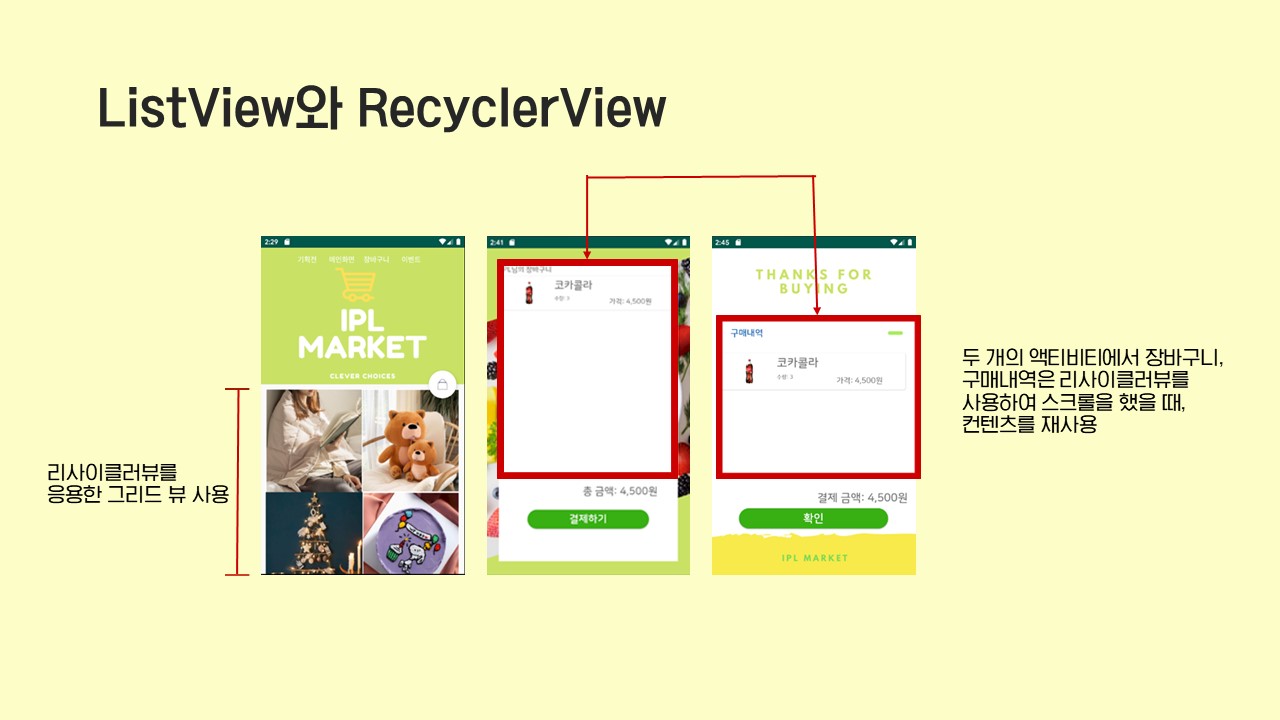 ListView와 RecyclerView
2:29
기획전 메인화면 장바구니 이벤트
IPL
MARKET
CLEVER CHOICES
리사이클러뷰를
응용한 그리드 뷰 사용
2:41
님의 장바구니
코카콜라
수량: 3
가격: 4,500원
총 금액: 4,500원
결제하기
2:45
THANKS FOR
BUYING
구매내역
코카콜라
수량: 3
가격: 4,500원
결제 금액: 4,500원
확인
IPL MARKET
두 개의 액티비티에서 장바구니,
구매내역은 리사이클러뷰를
사용하여 스크롤을 했을 때,
컨텐츠를 재사용